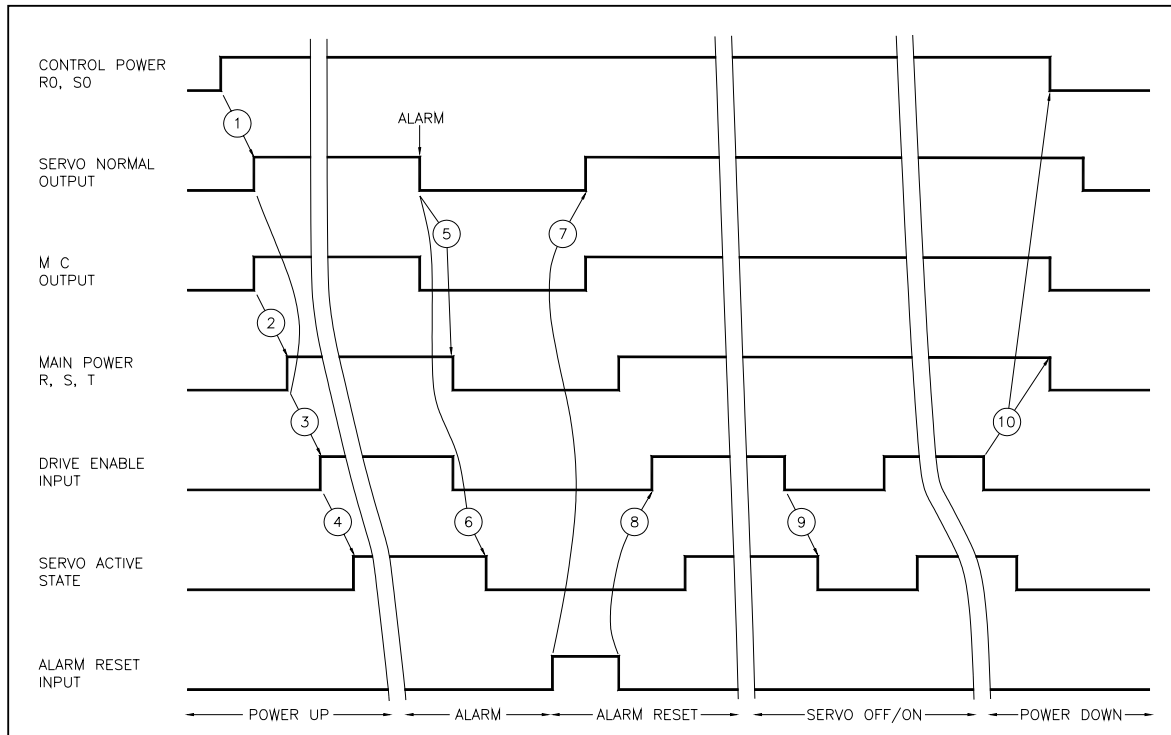 CONTROL POWER
R0, S0
1
ALARM
SERVO NORMAL
OUTPUT
5
7
M C
OUTPUT
2
MAIN POWER
R, S, T
3
10
DRIVE ENABLE
INPUT
4
6
8
9
SERVO ACTIVE
STATE
ALARM RESET
INPUT
POWER UP
ALARM
ALARM RESET
SERVO OFF/ON
POWER DOWN